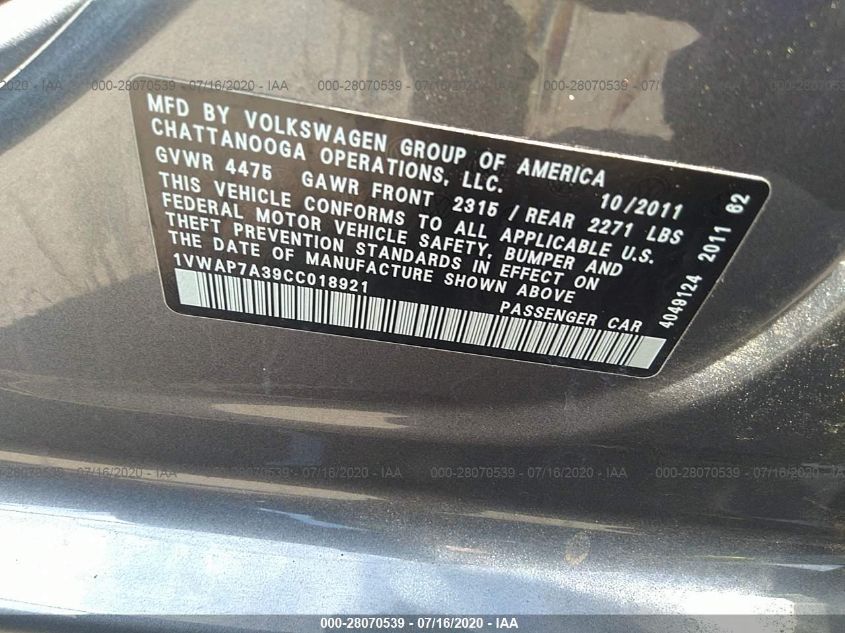 000-28070539 - 07/16/2020 - IAA
MFD BY VOLKSWAGEN GROUP OF AMERICA
CHATTANOOGA OPERATIONS, LLC. 10/2011
GVWR 4475 GAWR FRONT 2315 / REAR 2271 LBS
THIS VEHICLE CONFORMS TO ALL APPLICABLE U.S.
FEDERAL MOTOR VEHICLE SAFETY, BUMPER AND
THEFT PREVENTION STANDARDS IN EFFECT ON
THE DATE OF MANUFACTURE SHOWN ABOVE
1VWAP7A39CC018921 PASSENGER CAR
4049124 2011 62
000-28070539 - 07/16/2020 - IAA
000-28070539 - 07/16/2020 - IAA